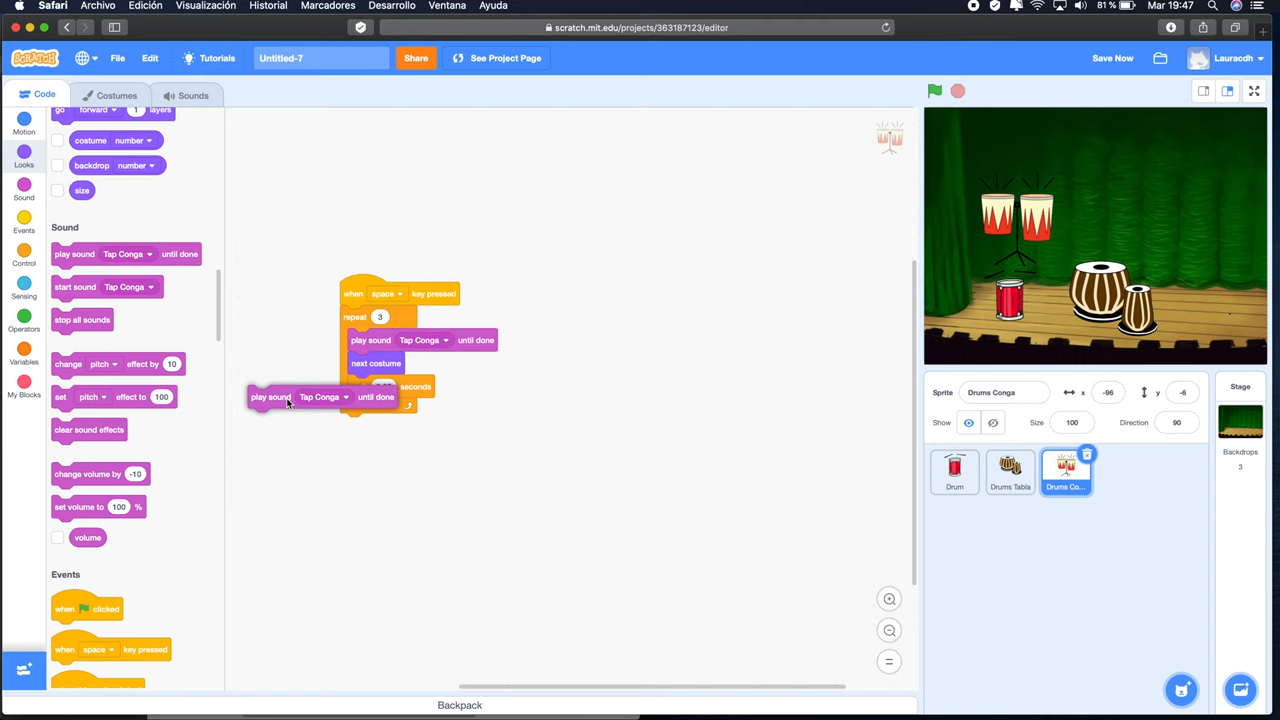 Safari Archivo Edición Visualización Historial Marcadores Desarrollo Ventana Ayuda 81 % Mar 19:47
scratch.mit.edu/projects/363187123/editor
SCRATCH File Edit Tutorials Untitled-7 Share See Project Page Save Now Lauracdh
Code Costumes Sounds
Motion
Looks
Sound
Events
Control
Sensing
Operators
Variables
My Blocks
go forward 1 layers
costume number
backdrop number
size
Sound
play sound Tap Conga until done
start sound Tap Conga
stop all sounds
change pitch effect by 10
set pitch effect to 100
clear sound effects
change volume by -10
set volume to 100 %
volume
Events
when clicked
when space key pressed
when space key pressed
repeat 3
play sound Tap Conga until done
next costume
seconds
play sound Tap Conga until done
Sprite Drums Conga x -96 y -6
Show Size 100 Direction 90
Drum
Drums Tabla
Drums Co...
Stage
Backdrops
3
Backpack